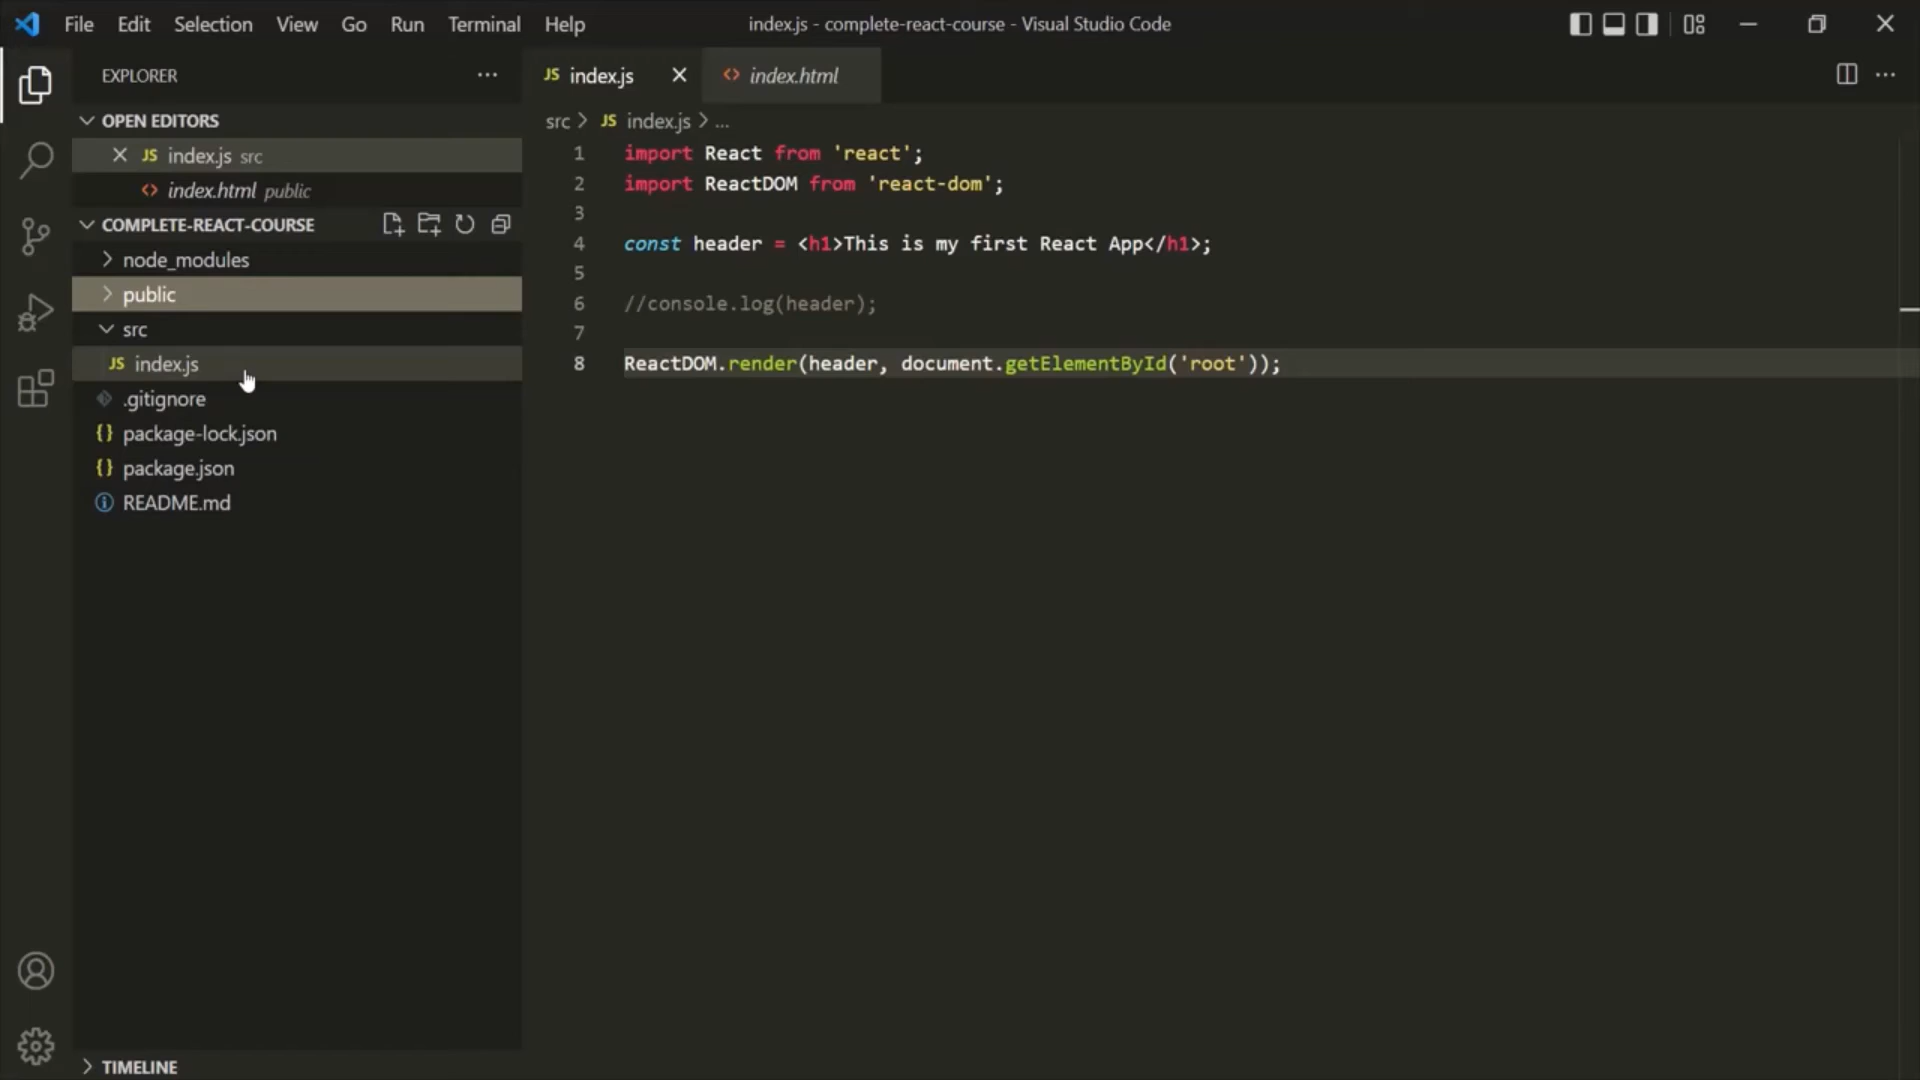 File Edit Selection View Go Run Terminal Help
index.js - complete-react-course - Visual Studio Code
EXPLORER
OPEN EDITORS
JS index.js src
<> index.html public
COMPLETE-REACT-COURSE
node_modules
public
src
JS index.js
.gitignore
{} package-lock.json
{} package.json
README.md
TIMELINE
JS index.js
<> index.html
src > JS index.js > ...
1 import React from 'react';
2 import ReactDOM from 'react-dom';
3
4 const header = <h1>This is my first React App</h1>;
5
6 //console.log(header);
7
8 ReactDOM.render(header, document.getElementById('root'));